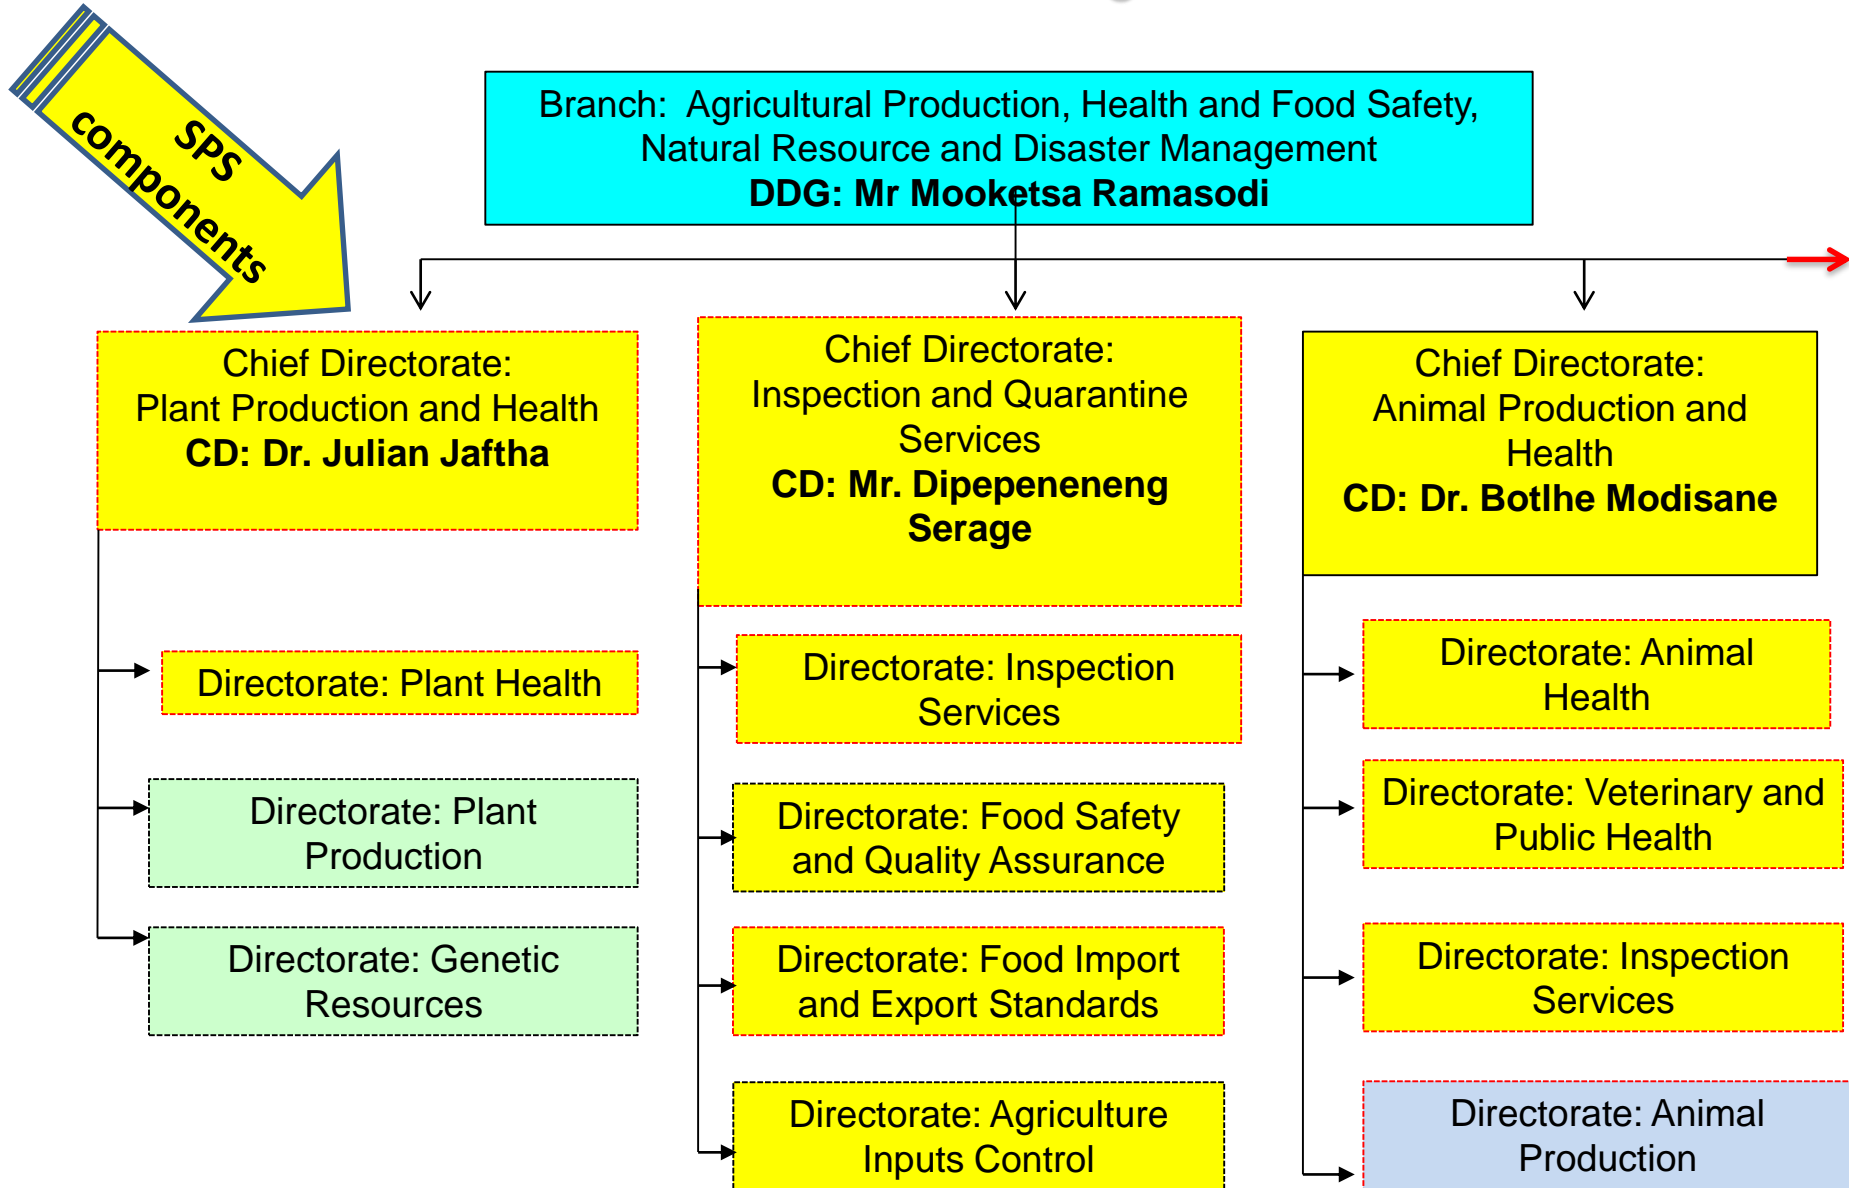 SPS
components
Branch:  Agricultural Production, Health and Food Safety,
Natural Resource and Disaster Management
DDG: Mr Mooketsa Ramasodi
Chief Directorate:
Plant Production and Health
CD: Dr. Julian Jaftha
Directorate: Plant Health
Directorate: Plant
Production
Directorate: Genetic
Resources
Chief Directorate:
Inspection and Quarantine
Services
CD: Mr. Dipepeneneng
Serage
Directorate: Inspection
Services
Directorate: Food Safety
and Quality Assurance
Directorate: Food Import
and Export Standards
Directorate: Agriculture
Inputs Control
Chief Directorate:
Animal Production and
Health
CD: Dr. Botlhe Modisane
Directorate: Animal
Health
Directorate: Veterinary and
Public Health
Directorate: Inspection
Services
Directorate: Animal
Production